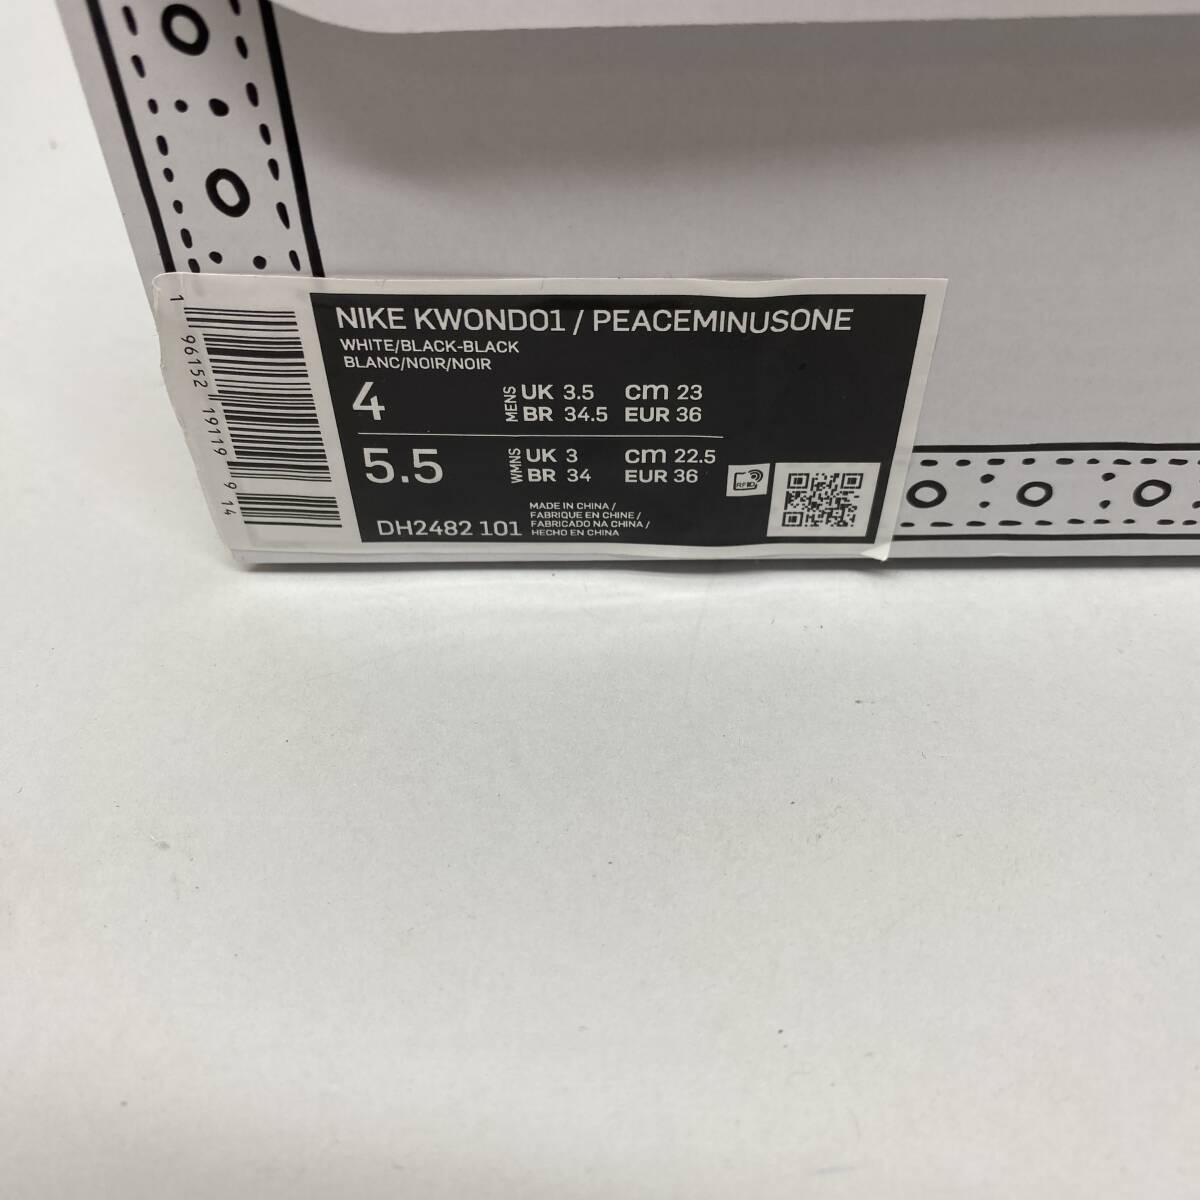 NIKE KWONDO1 / PEACEMINUSONE
WHITE/BLACK-BLACK
BLANC/NOIR/NOIR
4 MENS UK 3.5 cm 23
BR 34.5 EUR 36
5.5 WMNS UK 3 cm 22.5
BR 34 EUR 36
RFID
DH2482 101
MADE IN CHINA /
FABRIQUE EN CHINE /
FABRICADO NA CHINA /
HECHO EN CHINA
1 96152 19119 9 14